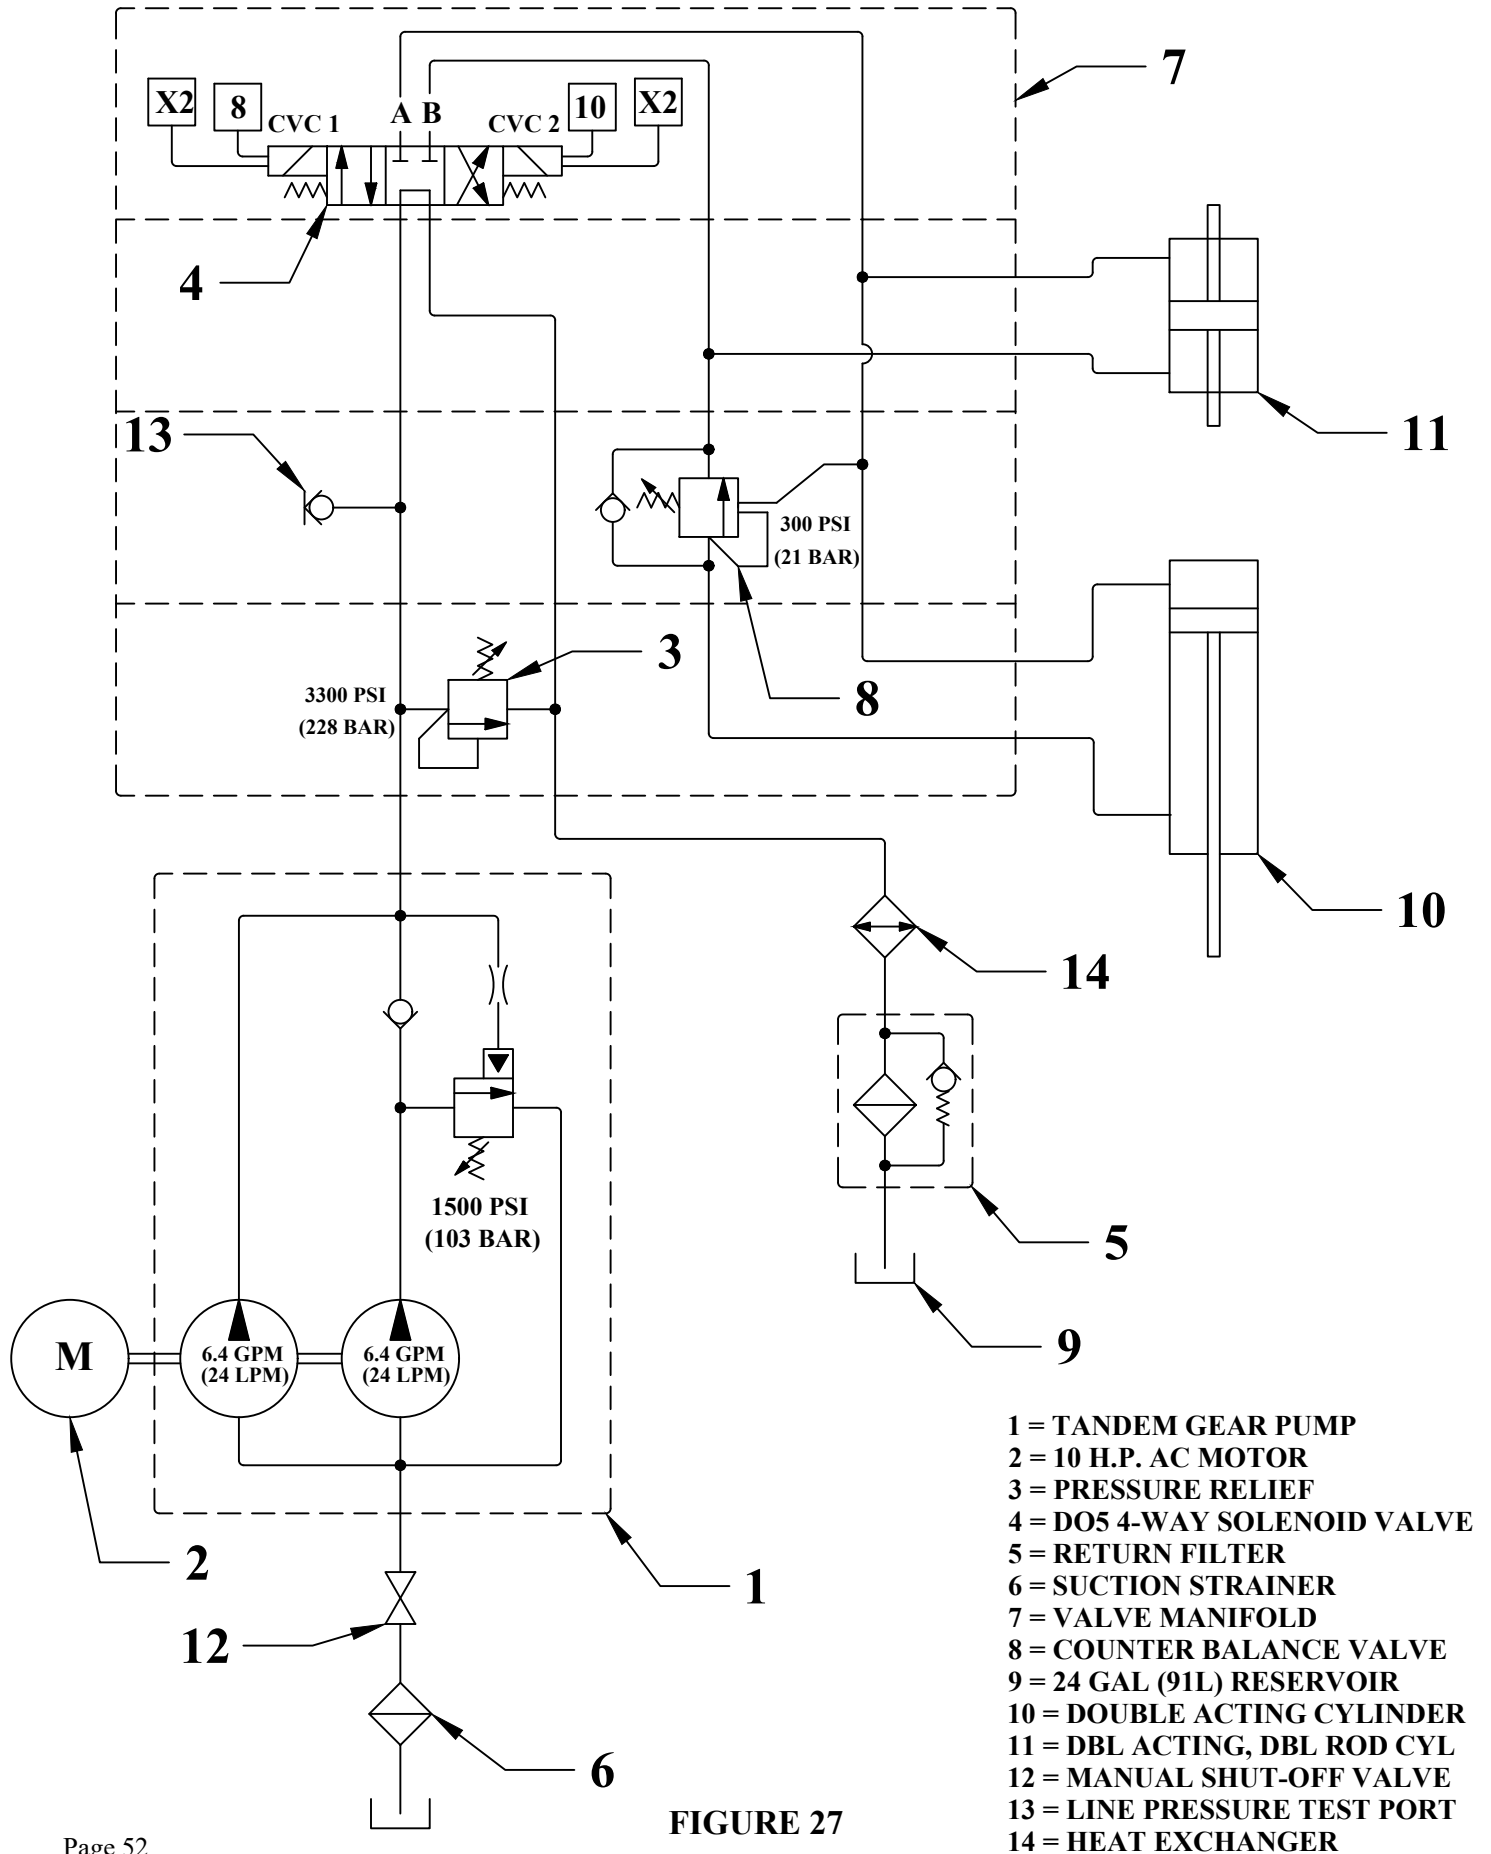 7
X2
8
10
X2
CVC 1
A B
CVC 2
4
11
13
300 PSI
(21 BAR)
3
3300 PSI
(228 BAR)
8
10
14
1500 PSI
(103 BAR)
5
M
6.4 GPM
(24 LPM)
6.4 GPM
(24 LPM)
9
2
1
12
6
1 = TANDEM GEAR PUMP
2 = 10 H.P. AC MOTOR
3 = PRESSURE RELIEF
4 = DO5 4-WAY SOLENOID VALVE
5 = RETURN FILTER
6 = SUCTION STRAINER
7 = VALVE MANIFOLD
8 = COUNTER BALANCE VALVE
9 = 24 GAL (91L) RESERVOIR
10 = DOUBLE ACTING CYLINDER
11 = DBL ACTING, DBL ROD CYL
12 = MANUAL SHUT-OFF VALVE
13 = LINE PRESSURE TEST PORT
14 = HEAT EXCHANGER
FIGURE 27
Page 52